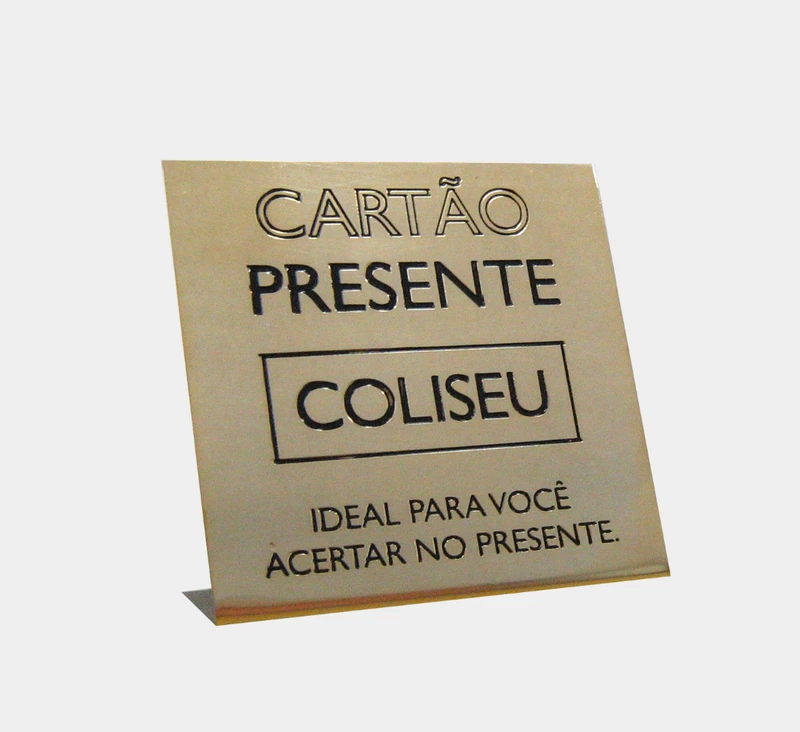 CARTÃO
PRESENTE
COLISEU
IDEAL PARA VOCÊ
ACERTAR NO PRESENTE.